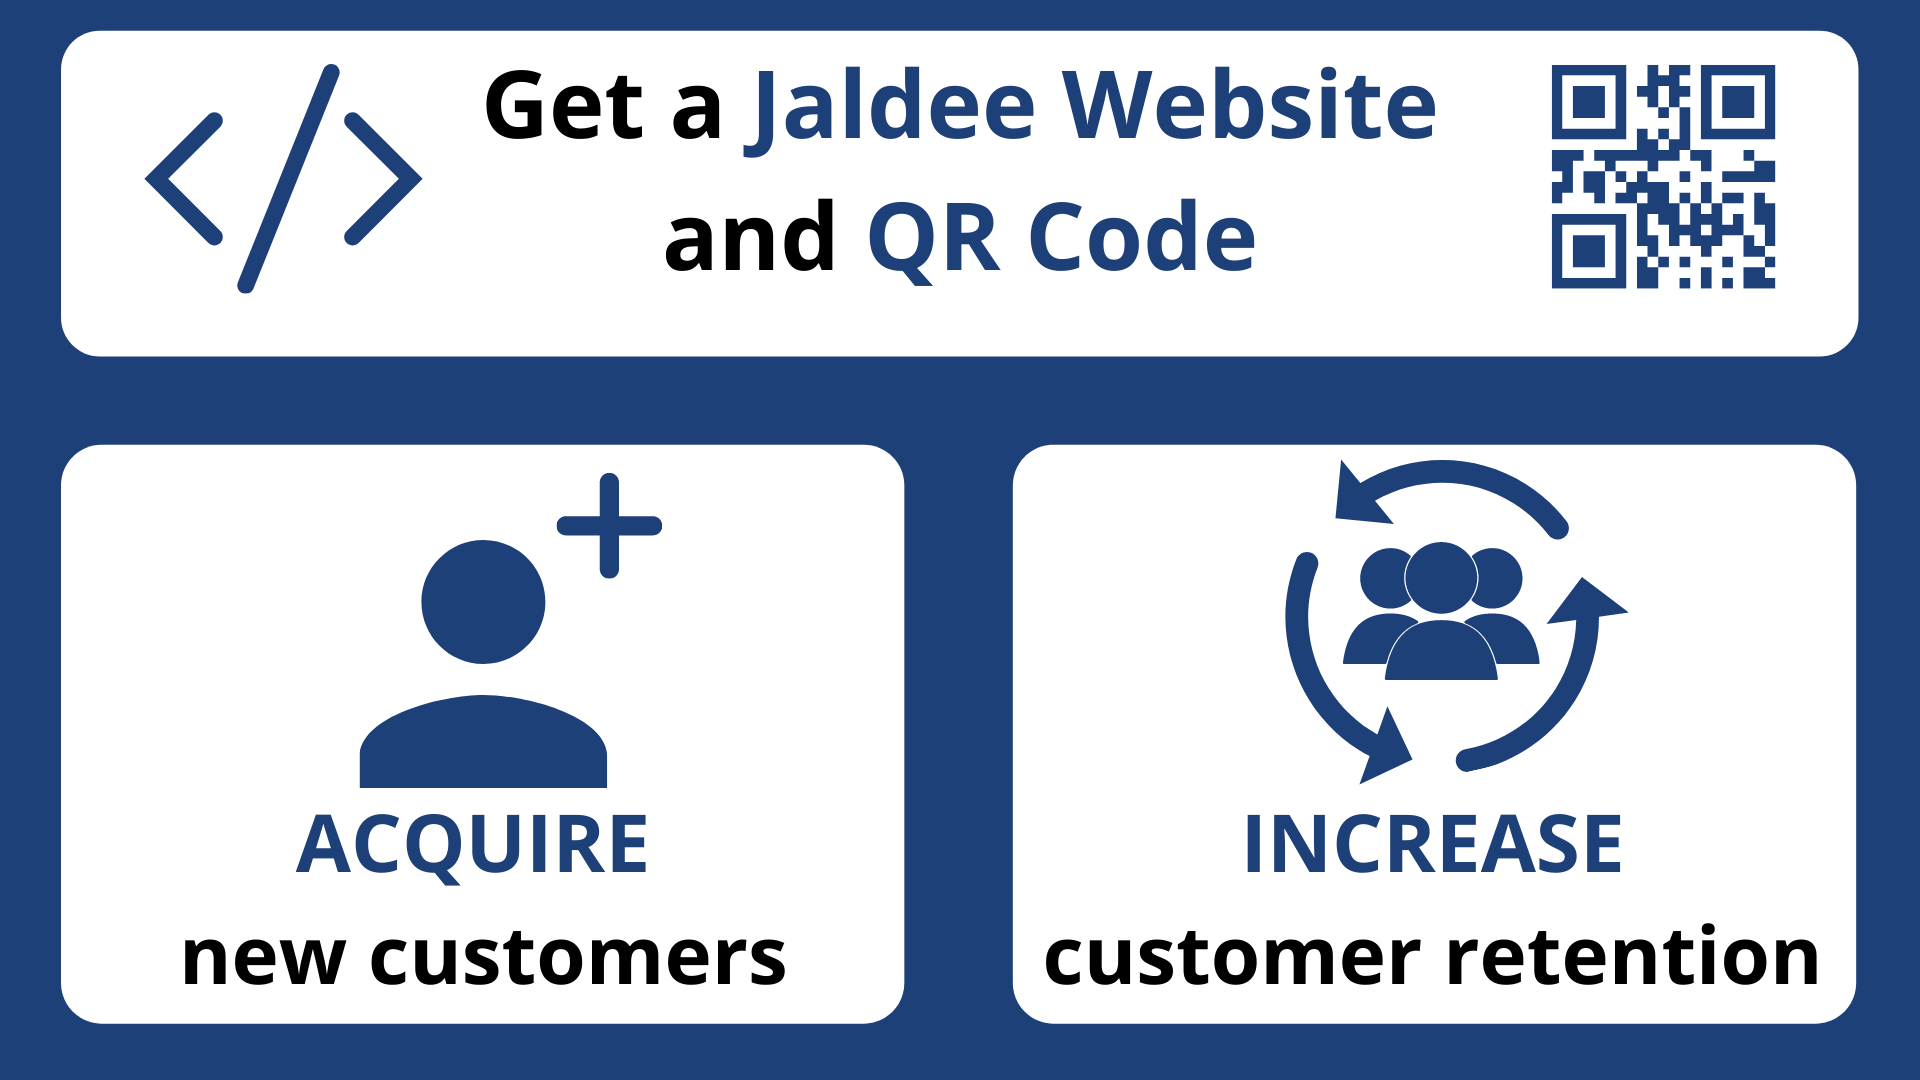 Get a Jaldee Website
and QR Code
ACQUIRE
new customers
INCREASE
customer retention